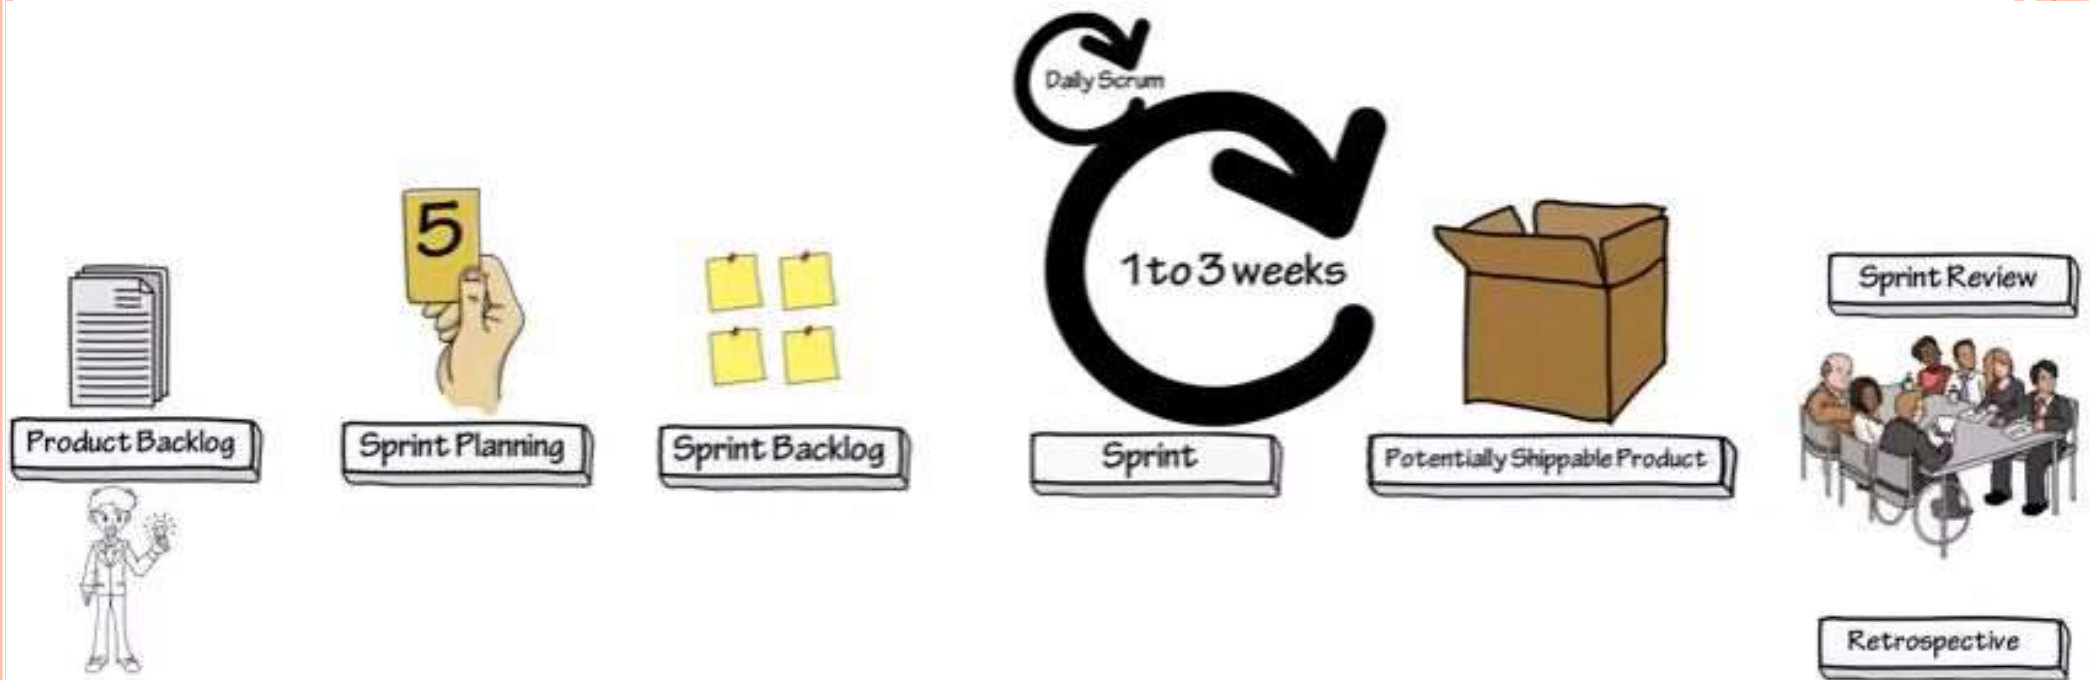 Daily Scrum
5
1 to 3 weeks
Sprint Review
Product Backlog
Sprint Planning
Sprint Backlog
Sprint
Potentially Shippable Product
Retrospective